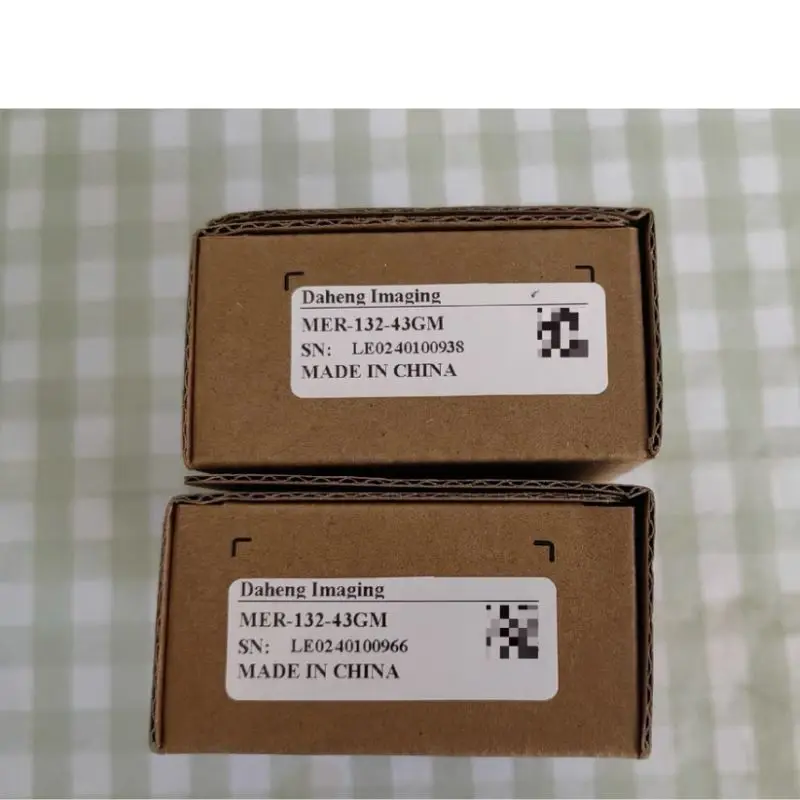 Daheng Imaging
MER-132-43GM
SN: LE0240100938
MADE IN CHINA
Daheng Imaging
MER-132-43GM
SN: LE0240100966
MADE IN CHINA